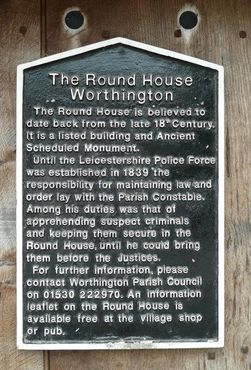 The Round House
Worthington
The Round House is believed to
date back from the late 18th Century.
It is a listed building and Ancient
Scheduled Monument.
Until the Leicestershire Police Force
was established in 1839 the
responsibility for maintaining law and
order lay with the Parish Constable.
Among his duties was that of
apprehending suspect criminals
and keeping them secure in the
Round House, until he could bring
them before the Justices.
For further information, please
contact Worthington Parish Council
on 01530 222970. An information
leaflet on the Round House is
available free at the village shop
or pub.